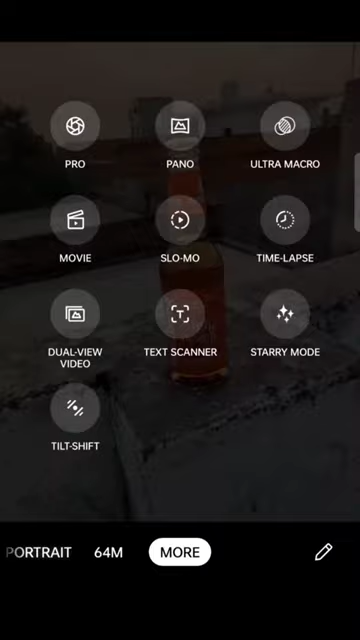 PRO
PANO
ULTRA MACRO
MOVIE
SLO-MO
TIME-LAPSE
DUAL-VIEW
VIDEO
TEXT SCANNER
STARRY MODE
TILT-SHIFT
PORTRAIT
64M
MORE